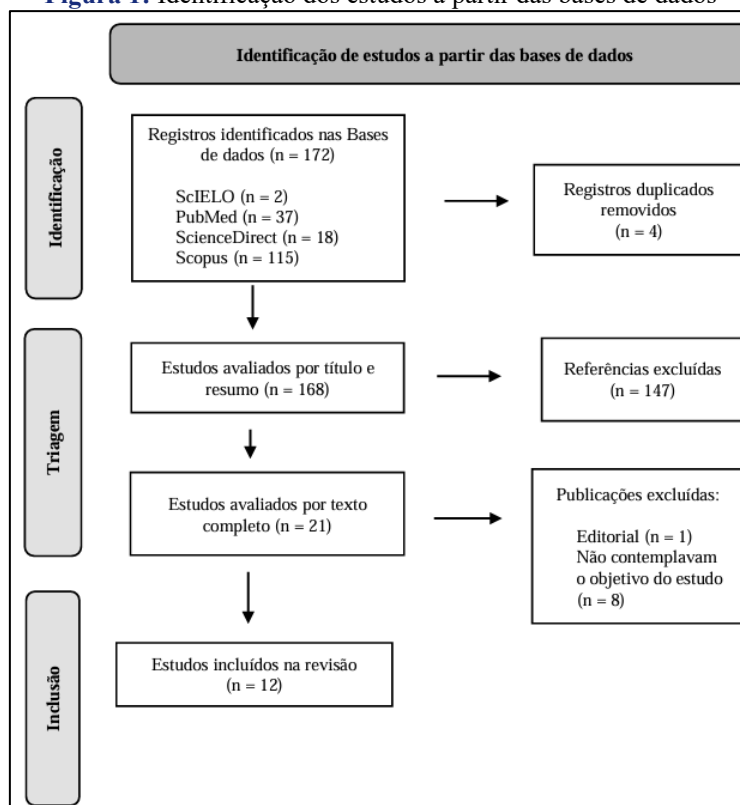 Figura 1. Identificação dos estudos a partir das bases de dados
Identificação de estudos a partir das bases de dados
Identificação
Registros identificados nas Bases
de dados (n = 172)
ScIELO (n = 2)
PubMed (n = 37)
ScienceDirect (n = 18)
Scopus (n = 115)
Registros duplicados
removidos
(n = 4)
Triagem
Estudos avaliados por título e
resumo (n = 168)
Referências excluídas
(n = 147)
Estudos avaliados por texto
completo (n = 21)
Publicações excluídas:
Editorial (n = 1)
Não contemplavam
o objetivo do estudo
(n = 8)
Inclusão
Estudos incluídos na revisão
(n = 12)